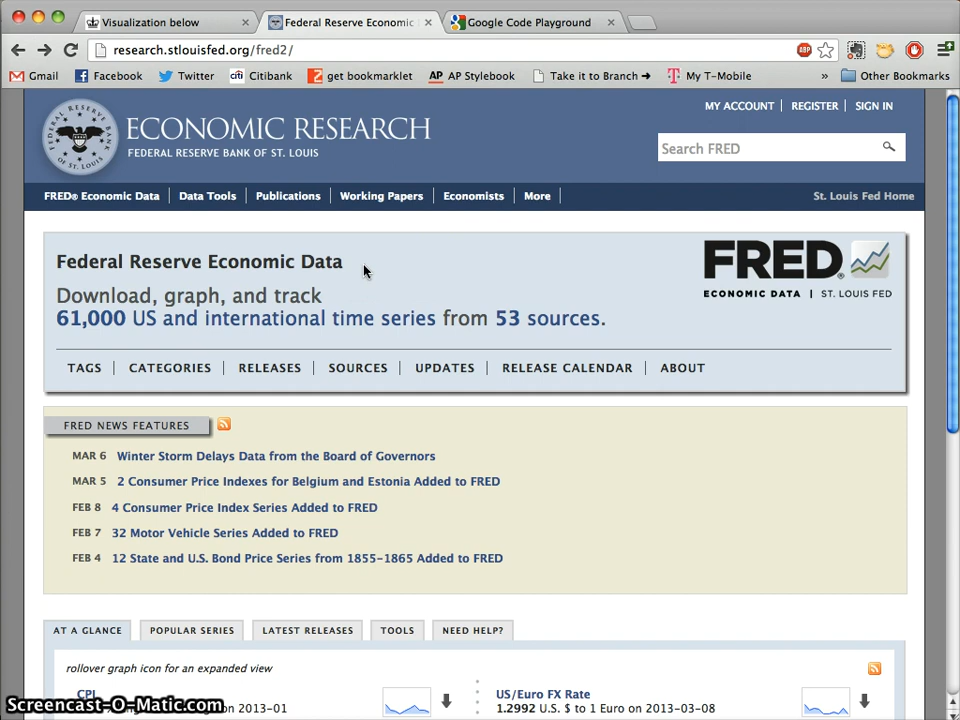 Visualization below
Federal Reserve Economic
Google Code Playground
research.stlouisfed.org/fred2/
ABP
Gmail
Facebook
Twitter
citi Citibank
get bookmarklet
AP AP Stylebook
Take it to Branch →
My T-Mobile
»
Other Bookmarks
ECONOMIC RESEARCH
FEDERAL RESERVE BANK OF ST. LOUIS
MY ACCOUNT | REGISTER | SIGN IN
Search FRED
FRED® Economic Data | Data Tools | Publications | Working Papers | Economists | More |
St. Louis Fed Home
Federal Reserve Economic Data
Download, graph, and track
61,000 US and international time series from 53 sources.
FRED®
ECONOMIC DATA | ST. LOUIS FED
TAGS | CATEGORIES | RELEASES | SOURCES | UPDATES | RELEASE CALENDAR | ABOUT
FRED NEWS FEATURES
MAR 6 Winter Storm Delays Data from the Board of Governors
MAR 5 2 Consumer Price Indexes for Belgium and Estonia Added to FRED
FEB 8 4 Consumer Price Index Series Added to FRED
FEB 7 32 Motor Vehicle Series Added to FRED
FEB 4 12 State and U.S. Bond Price Series from 1855-1865 Added to FRED
AT A GLANCE
POPULAR SERIES
LATEST RELEASES
TOOLS
NEED HELP?
rollover graph icon for an expanded view
CPI
on 2013-01
US/Euro FX Rate
1.2992 U.S. $ to 1 Euro on 2013-03-08
Screencast-O-Matic.com